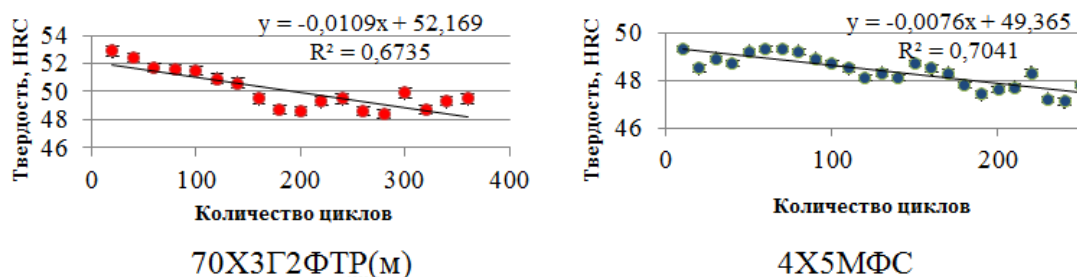 y = -0,0109x + 52,169
R² = 0,6735
Твердость, HRC
54
52
50
48
46
0
100
200
300
400
Количество циклов
70Х3Г2ФТР(м)
y = -0,0076x + 49,365
R² = 0,7041
Твердость, HRC
50
48
46
0
100
200
Количество циклов
4Х5МФС